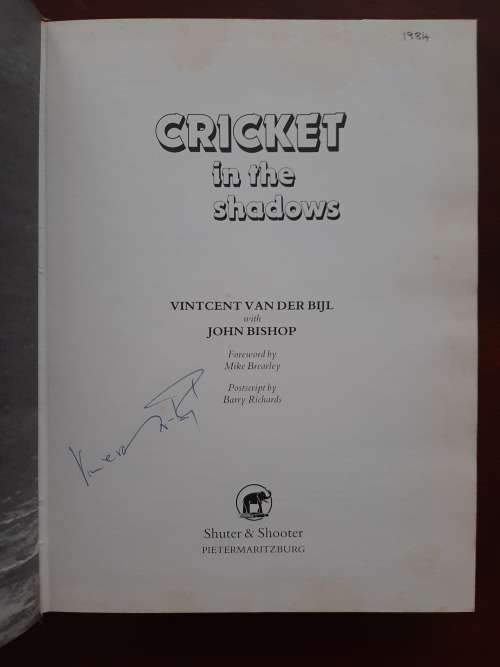 1984
CRICKET
in the
shadows
VINTCENT VAN DER BIJL
with
JOHN BISHOP
Foreword by
Mike Brearley
Postscript by
Barry Richards
Shuter & Shooter
PIETERMARITZBURG